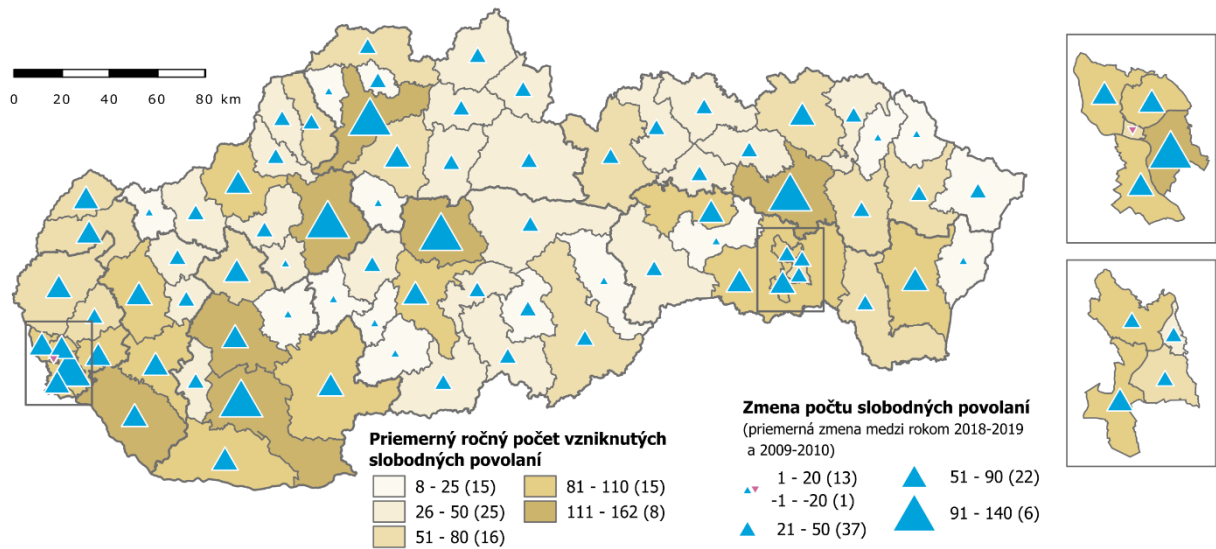 0 20 40 60 80 km
Priemerný ročný počet vzniknutých
slobodných povolaní
8 - 25 (15)
26 - 50 (25)
51 - 80 (16)
81 - 110 (15)
111 - 162 (8)
Zmena počtu slobodných povolaní
(priemerná zmena medzi rokom 2018-2019
a 2009-2010)
1 - 20 (13)
-1 - -20 (1)
21 - 50 (37)
51 - 90 (22)
91 - 140 (6)